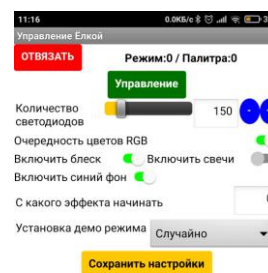 11:16 0.0КБ/с
Управление Ёлкой
ОТВЯЗАТЬ Режим:0 / Палитра:0
Управление
Количество светодиодов 150
Очередность цветов RGB
Включить блеск Включить свечи
Включить синий фон
С какого эффекта начинать
Установка демо режима Случайно
Сохранить настройки